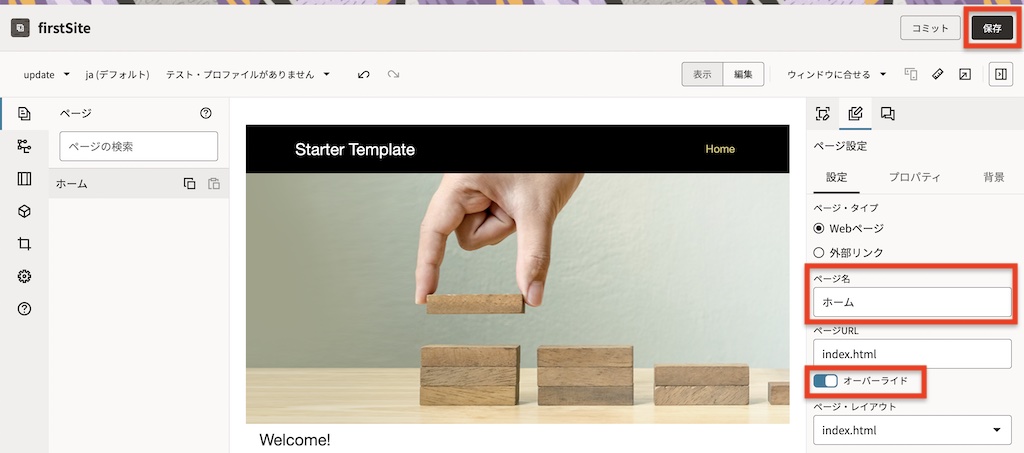 firstSite
コミット
保存
update
ja (デフォルト)
テスト・プロファイルがありません
表示
編集
ウィンドウに合せる
ページ
ページの検索
ホーム
Starter Template
Home
Welcome!
ページ設定
設定
プロパティ
背景
ページ・タイプ
Webページ
外部リンク
ページ名
ホーム
ページURL
index.html
オーバーライド
ページ・レイアウト
index.html